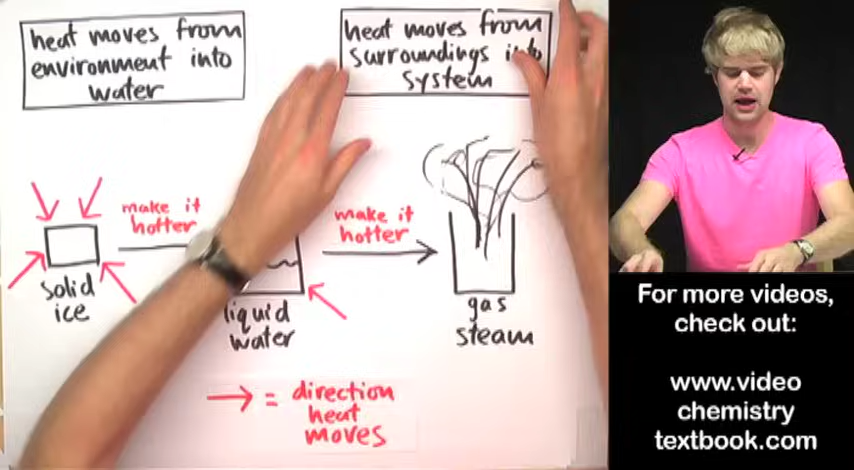 heat moves from
environment into
water
heat moves from
surroundings into
system
make it
hotter
make it
hotter
solid
ice
liquid
water
gas
steam
→ = direction
heat
moves
For more videos,
check out:
www.video
chemistry
textbook.com